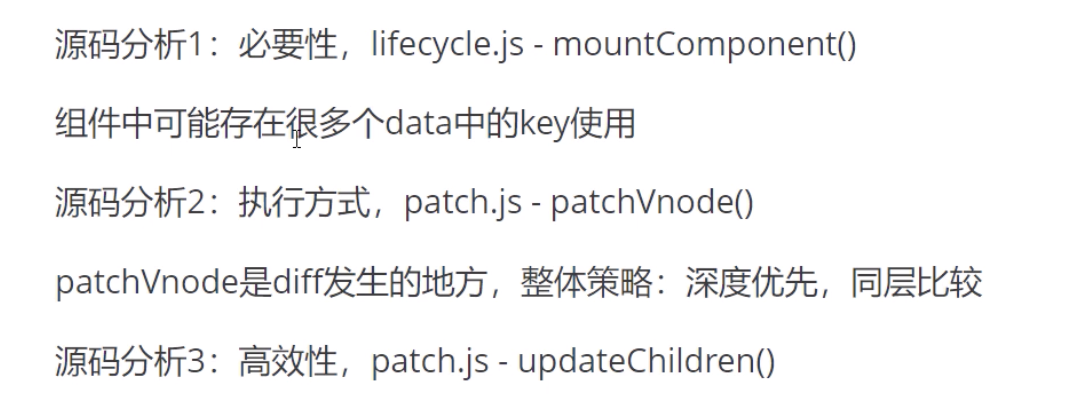 源码分析1：必要性，lifecycle.js - mountComponent()
组件中可能存在很多个data中的key使用
源码分析2：执行方式，patch.js - patchVnode()
patchVnode是diff发生的地方，整体策略：深度优先，同层比较
源码分析3：高效性，patch.js - updateChildren()